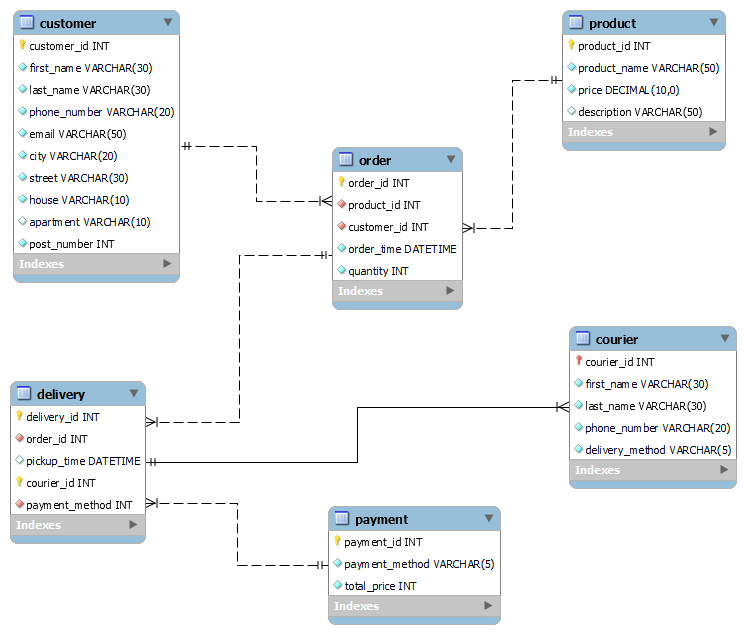 customer
customer_id INT
first_name VARCHAR(30)
last_name VARCHAR(30)
phone_number VARCHAR(20)
email VARCHAR(50)
city VARCHAR(20)
street VARCHAR(30)
house VARCHAR(10)
apartment VARCHAR(10)
post_number INT
Indexes
product
product_id INT
product_name VARCHAR(50)
price DECIMAL(10,0)
description VARCHAR(50)
Indexes
order
order_id INT
product_id INT
customer_id INT
order_time DATETIME
quantity INT
Indexes
courier
courier_id INT
first_name VARCHAR(30)
last_name VARCHAR(30)
phone_number VARCHAR(20)
delivery_method VARCHAR(5)
Indexes
delivery
delivery_id INT
order_id INT
pickup_time DATETIME
courier_id INT
payment_method INT
Indexes
payment
payment_id INT
payment_method VARCHAR(5)
total_price INT
Indexes